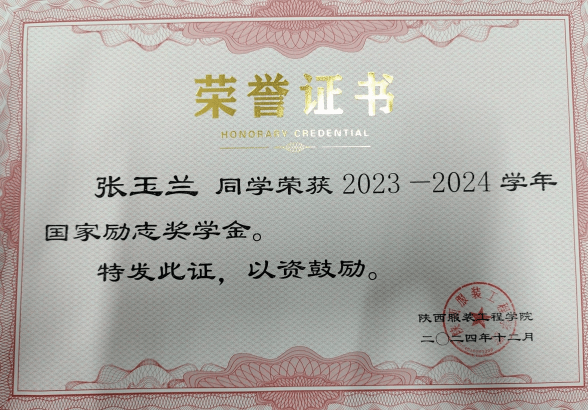 荣誉证书
HONORARY CREDENTIAL
张玉兰 同学荣获 2023－2024 学年
国家励志奖学金。
特发此证，以资鼓励。
陕西服装工程学院
二〇二四年十二月